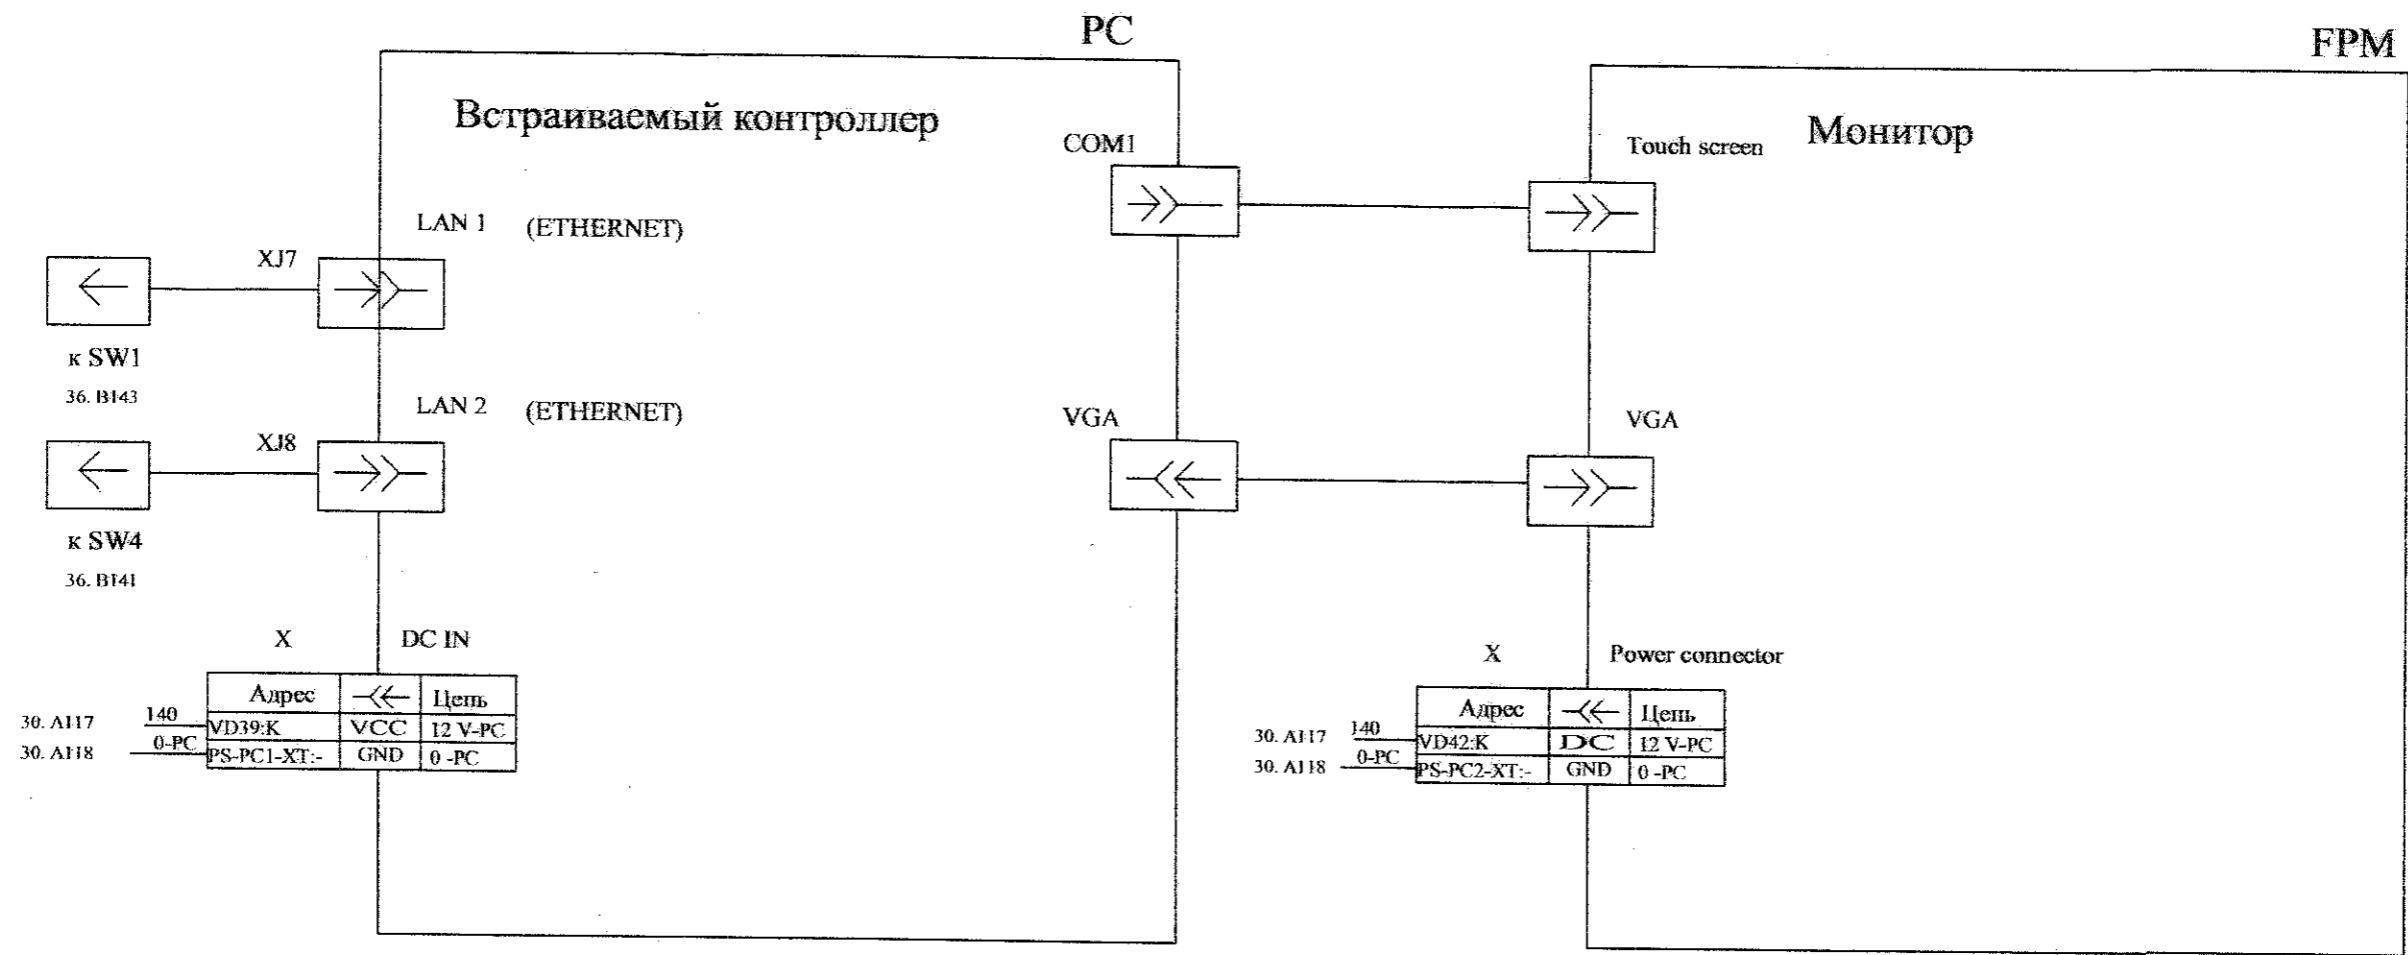 PC
FPM
Встраиваемый контроллер
Монитор
COM1
Touch screen
LAN 1 (ETHERNET)
XJ7
к SW1
36. B143
LAN 2 (ETHERNET)
VGA
VGA
XJ8
к SW4
36. B141
X DC IN
Адрес Цепь
30. A117 140 VD39:K VCC 12 V-PC
30. A118 0-PC PS-PC1-XT:- GND 0 -PC
X Power connector
Адрес Цепь
30. A117 140 VD42:K DC 12 V-PC
30. A118 0-PC PS-PC2-XT:- GND 0 -PC